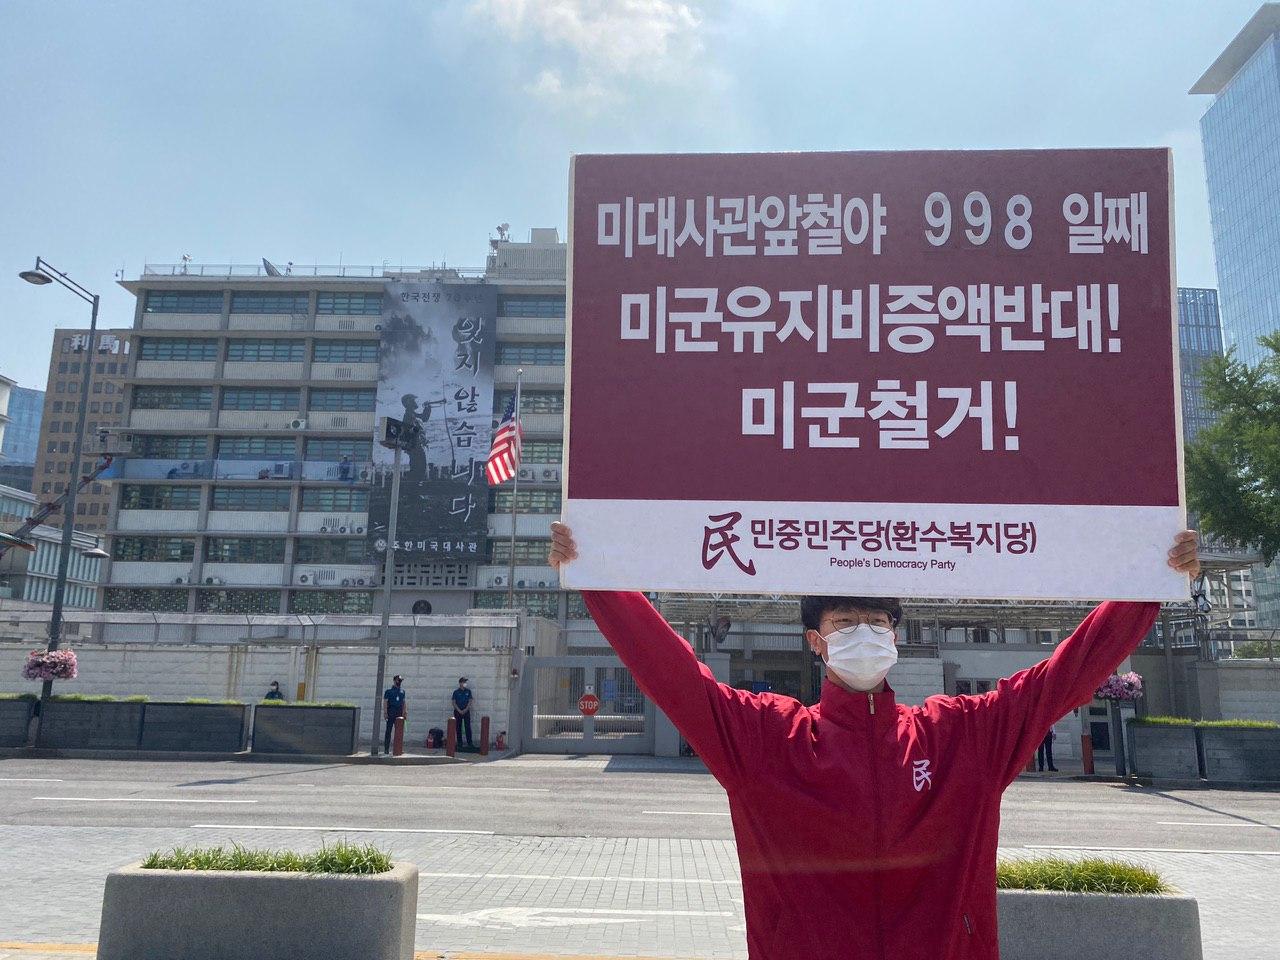 미대사관앞철야 998 일째
미군유지비증액반대!
미군철거!
民 민중민주당(환수복지당)
People's Democracy Party
한국전쟁 70주년
잊지 않습니다
주한미국대사관
STOP
民
利馬